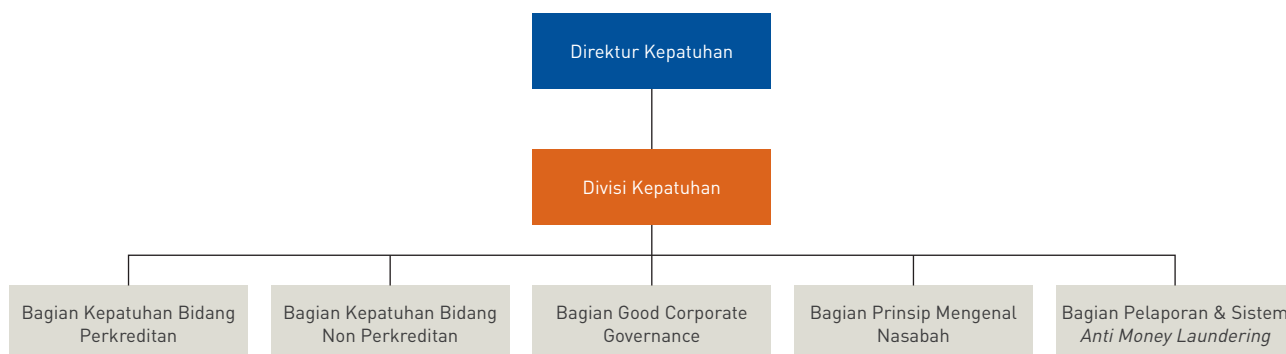 Direktur Kepatuhan
Divisi Kepatuhan
Bagian Kepatuhan Bidang
Perkreditan
Bagian Kepatuhan Bidang
Non Perkreditan
Bagian Good Corporate
Governance
Bagian Prinsip Mengenal
Nasabah
Bagian Pelaporan & Sistem
Anti Money Laundering